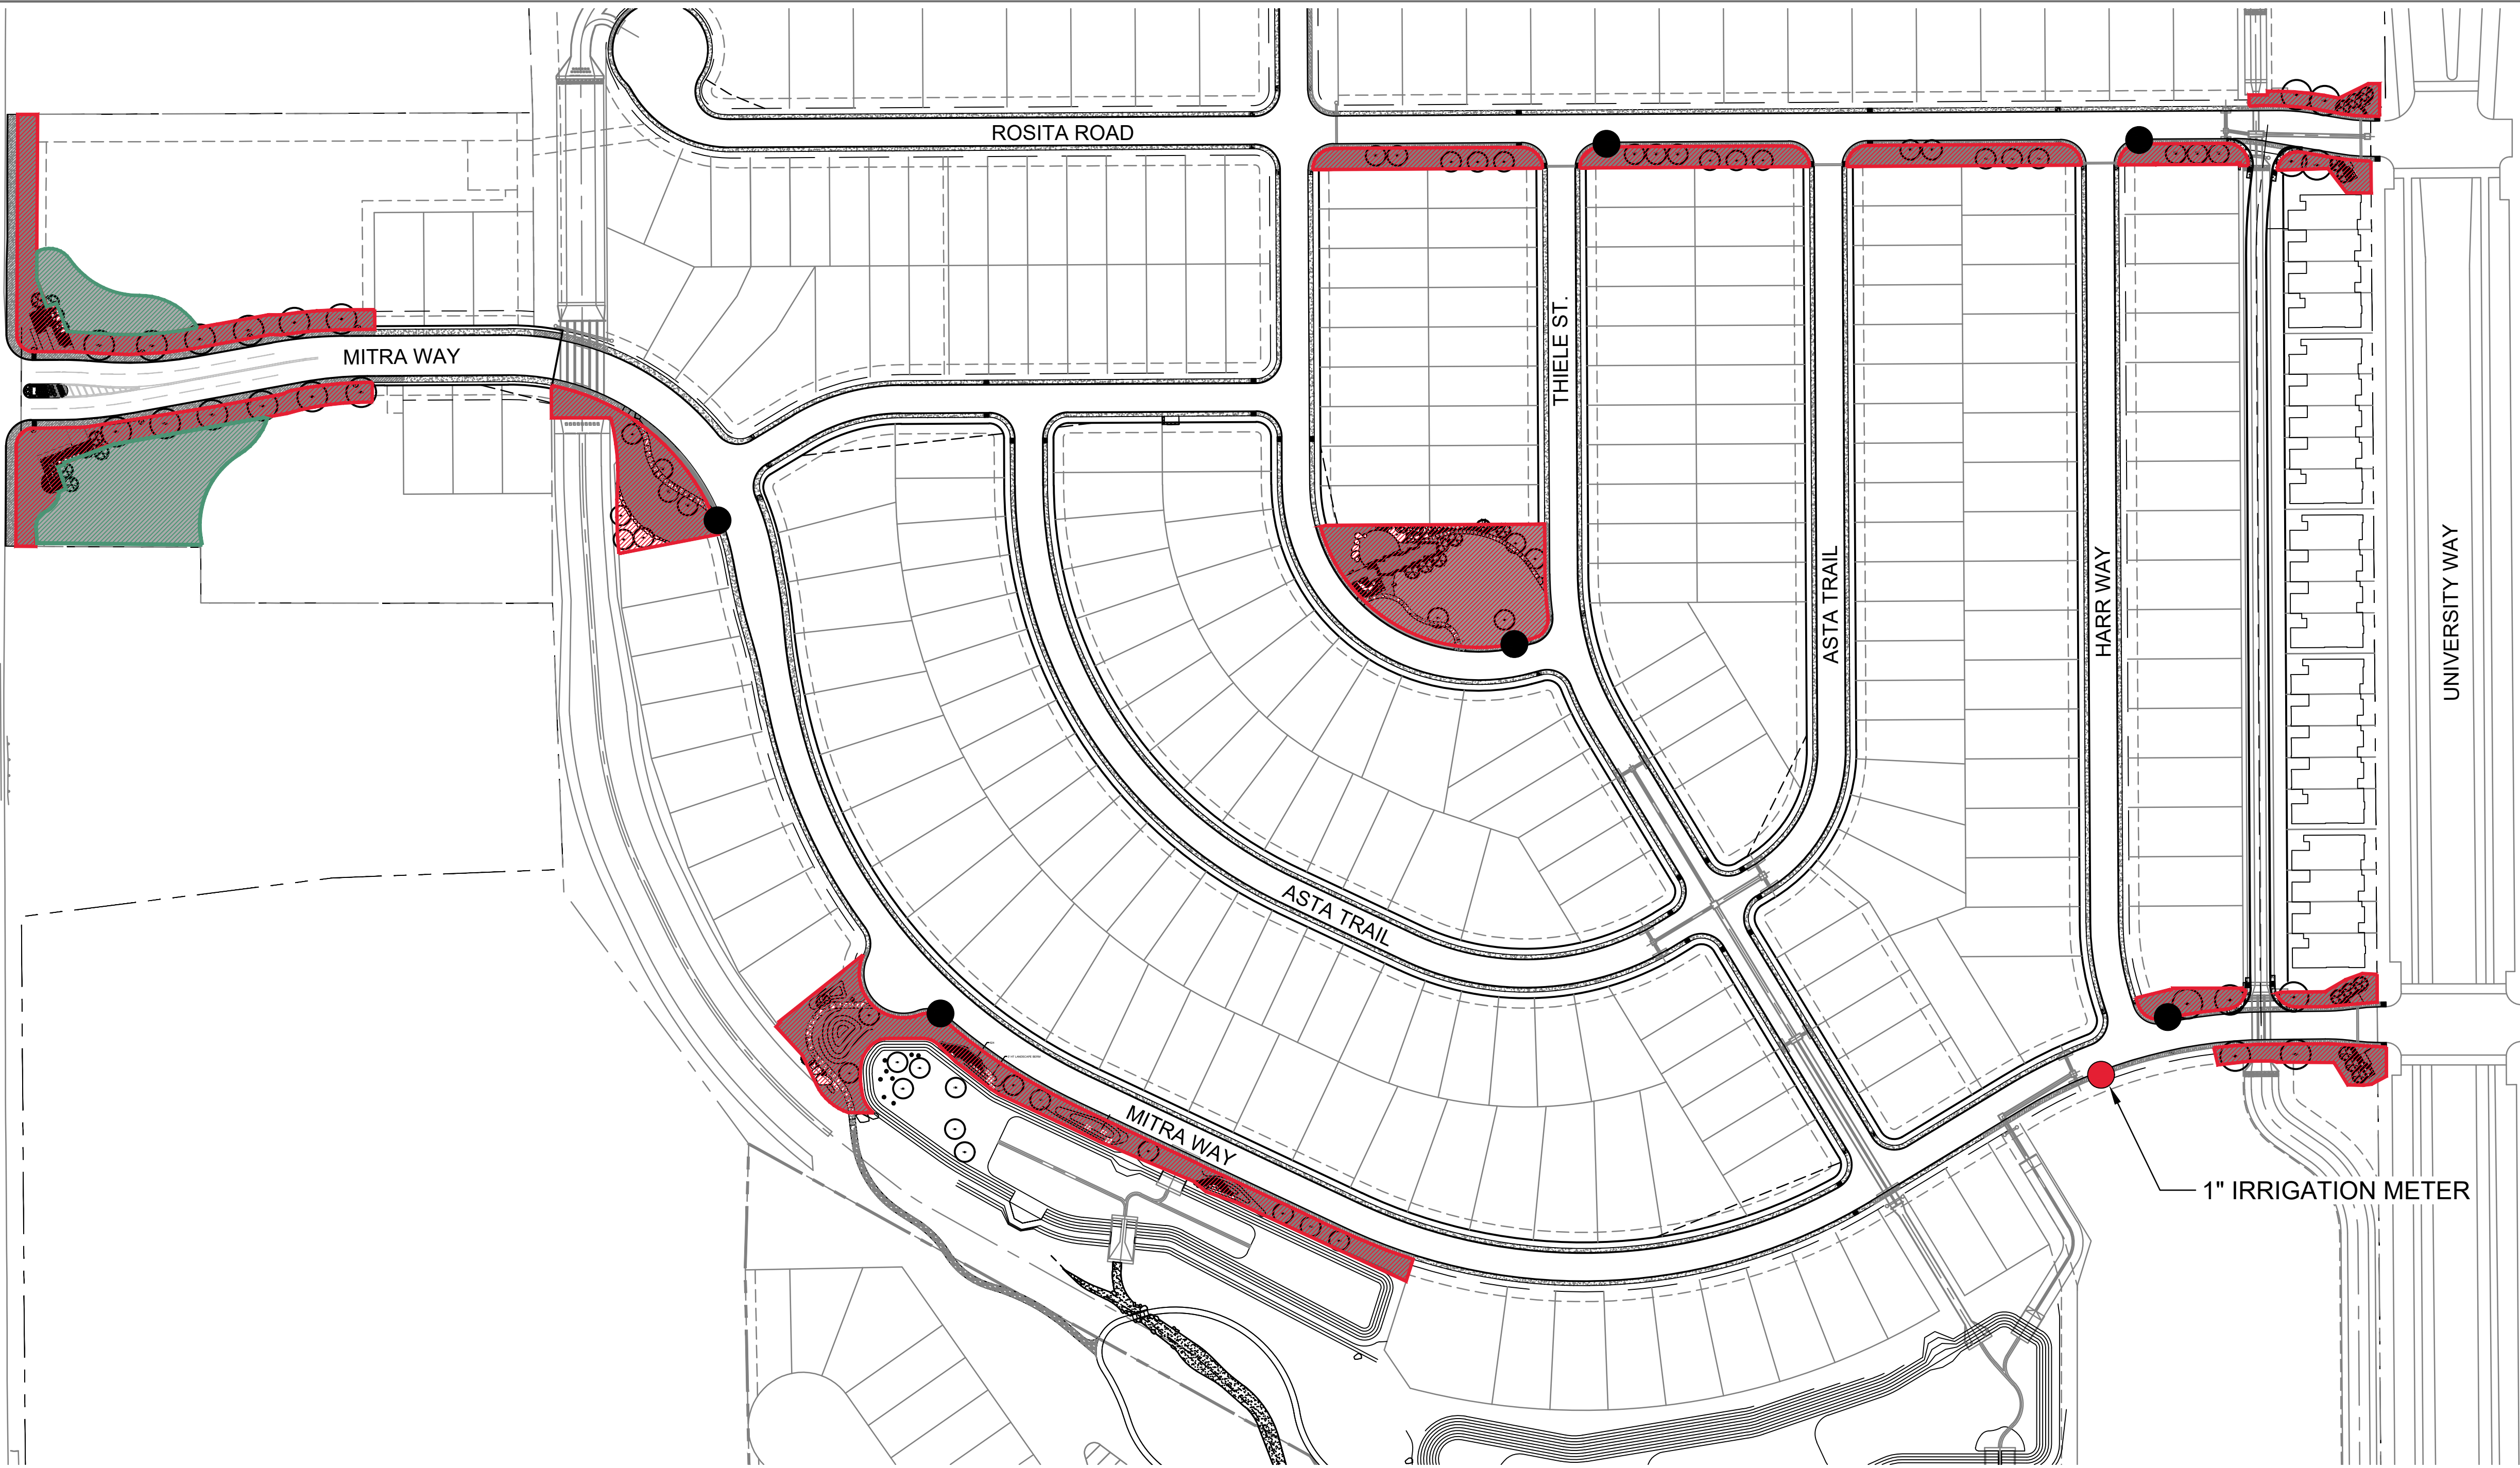 ROSITA ROAD
MITRA WAY
THIELE ST.
ASTA TRAIL
HARR WAY
UNIVERSITY WAY
ASTA TRAIL
MITRA WAY
1" IRRIGATION METER